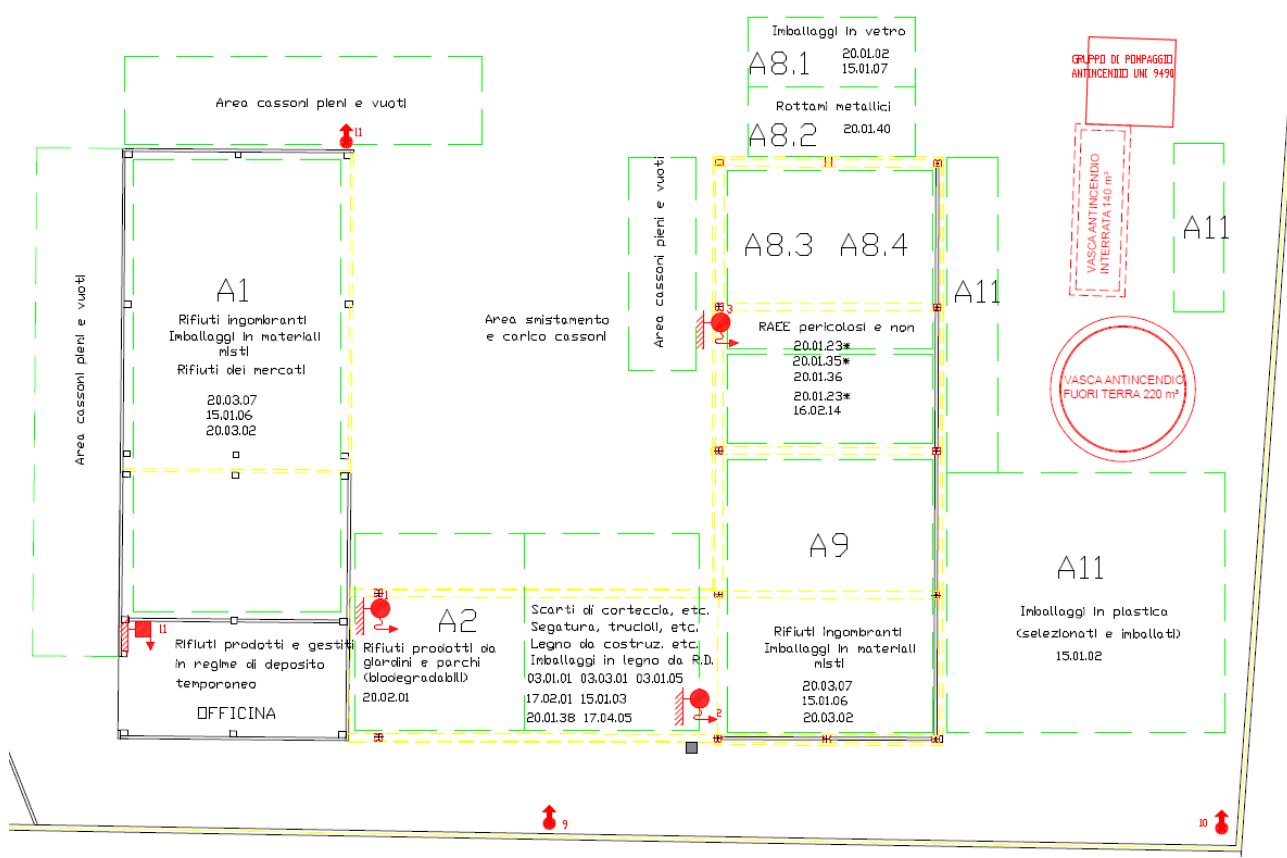 Imballaggi in vetro
A8.1
20.01.02
15.01.07
Rottami metallici
A8.2
20.01.40
GRUPPO DI POMPAGGIO
ANTINCENDIO UNI 9490
VASCA ANTINCENDIO
INTERRATA 140 m³
A11
VASCA ANTINCENDIO
FUORI TERRA 220 m³
Area cassoni pieni e vuoti
11
Area cassoni pieni e vuoti
A1
Rifiuti ingombranti
Imballaggi in materiali
misti
Rifiuti dei mercati
20.03.07
15.01.06
20.03.02
Area smistamento
e carico cassoni
Area cassoni pieni e vuoti
A8.3 A8.4
3
RAEE pericolosi e non
20.01.23*
20.01.35*
20.01.36
20.01.23*
16.02.14
A11
A9
Rifiuti ingombranti
Imballaggi in materiali
misti
20.03.07
15.01.06
20.03.02
A11
Imballaggi in plastica
(selezionati e imballati)
15.01.02
11
Rifiuti prodotti e gestiti
in regime di deposito
temporaneo
OFFICINA
1
A2
Rifiuti prodotti da
giardini e parchi
(biodegradabili)
20.02.01
Scarti di corteccia, etc.
Segatura, trucioli, etc.
Legno da costruz. etc.
Imballaggi in legno da R.D.
03.01.01 03.03.01 03.01.05
17.02.01 15.01.03
20.01.38 17.04.05
2
9
10